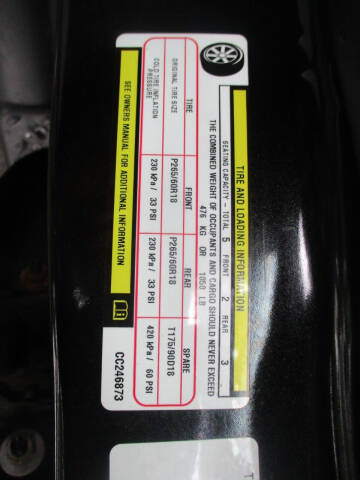 TIRE AND LOADING INFORMATION
SEATING CAPACITY – TOTAL 5 FRONT 2 REAR 3
THE COMBINED WEIGHT OF OCCUPANTS AND CARGO SHOULD NEVER EXCEED
476 KG OR 1050 LB
TIRE FRONT REAR SPARE
ORIGINAL TIRE SIZE P265/60R18 P265/60R18 T175/90D18
COLD TIRE INFLATION
PRESSURE 230 kPa / 33 PSI 230 kPa / 33 PSI 420 kPa / 60 PSI
SEE OWNERS MANUAL FOR ADDITIONAL INFORMATION
CC246873
T